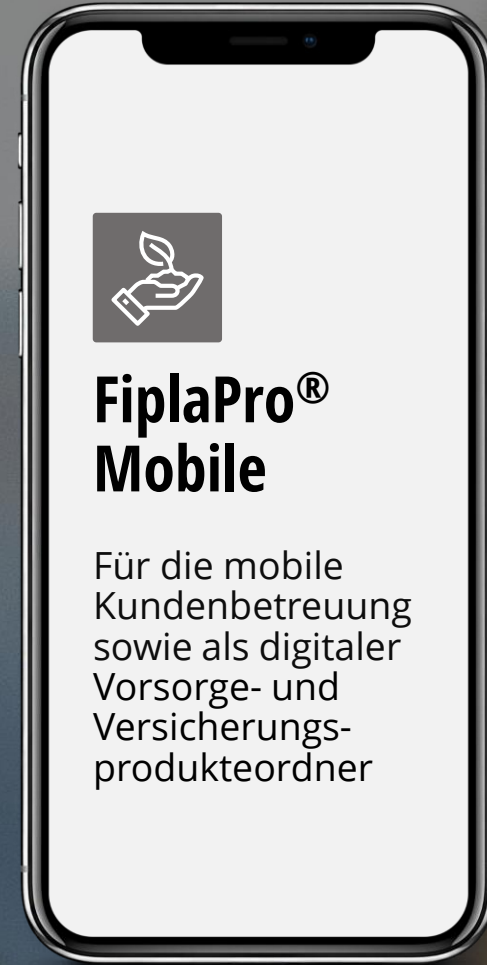 FiplaPro®
Mobile
Für die mobile
Kundenbetreuung
sowie als digitaler
Vorsorge- und
Versicherungs-
produkteordner